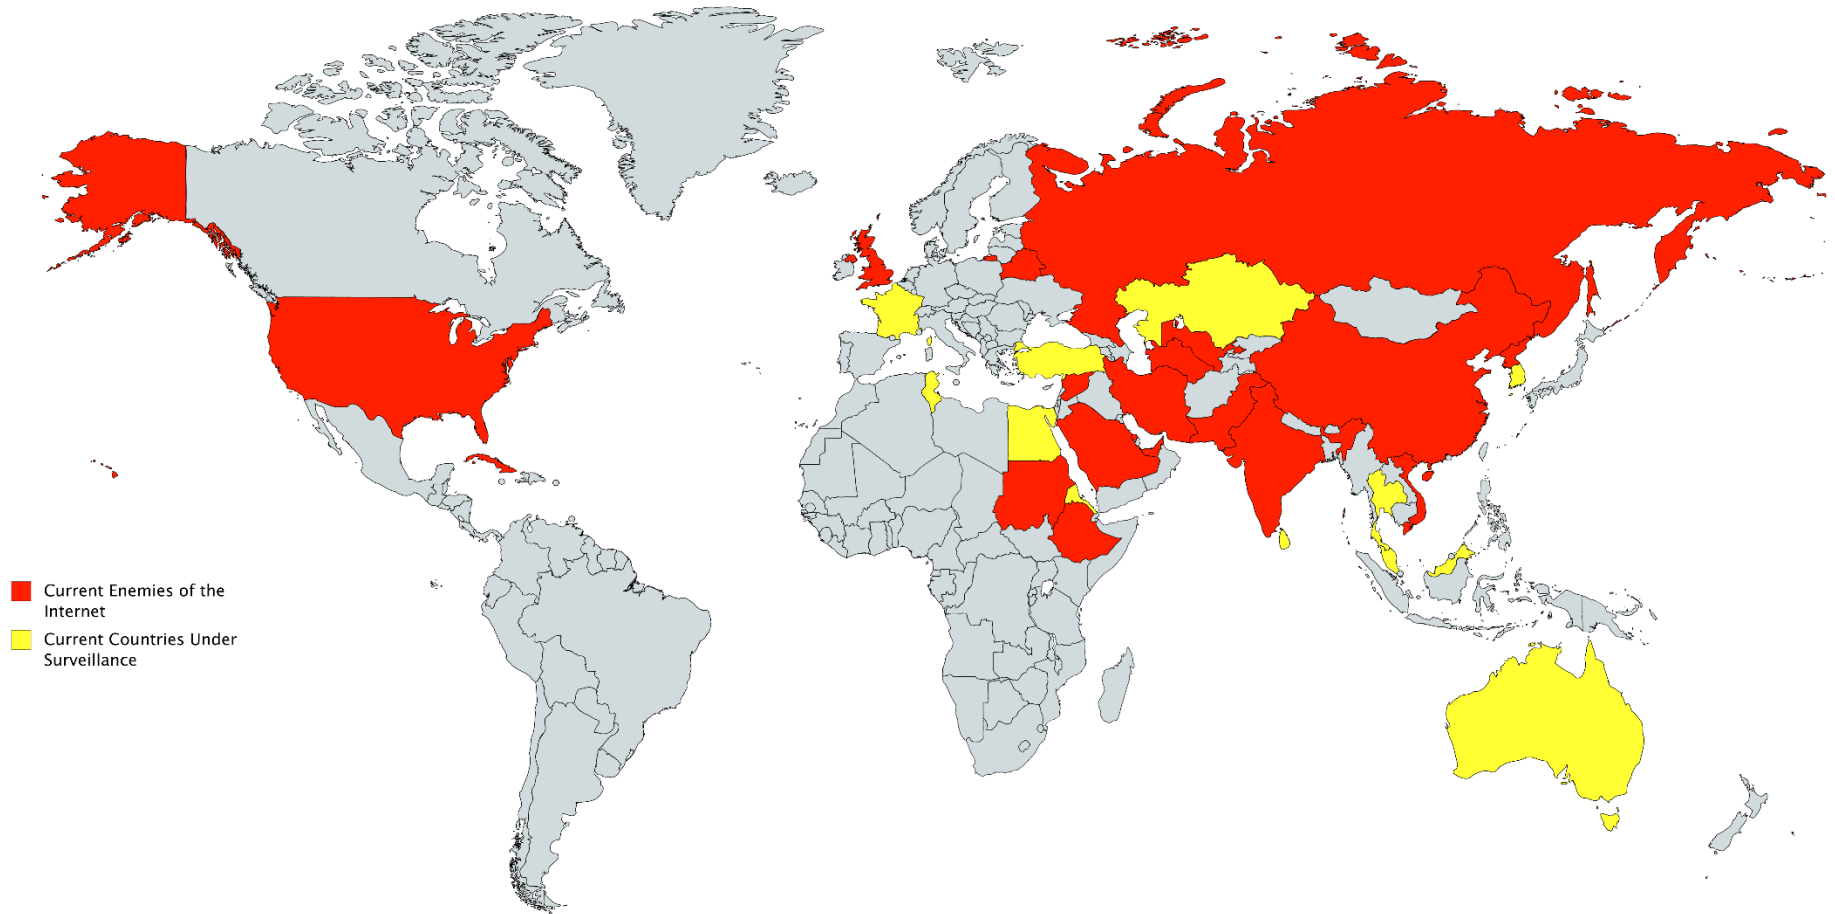 Current Enemies of the
Internet
Current Countries Under
Surveillance